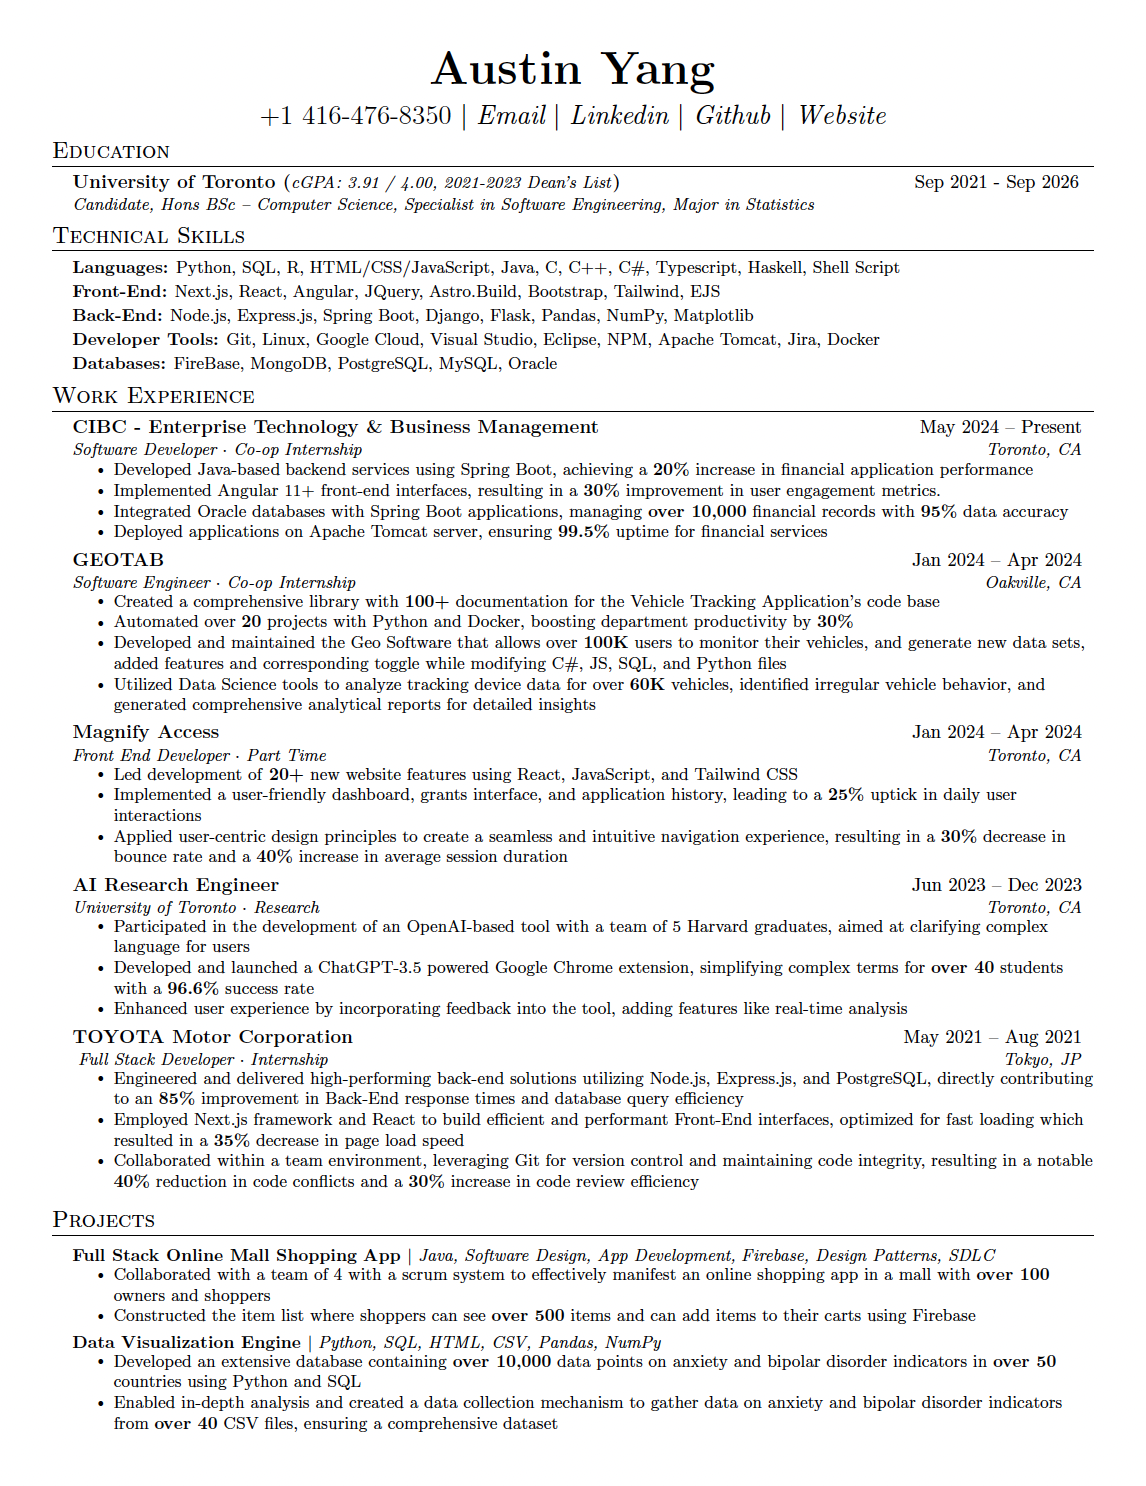 Austin Yang
+1 416-476-8350 | Email | Linkedin | Github | Website
Education
University of Toronto (cGPA: 3.91 / 4.00, 2021-2023 Dean's List) Sep 2021 - Sep 2026
Candidate, Hons BSc – Computer Science, Specialist in Software Engineering, Major in Statistics
Technical Skills
Languages: Python, SQL, R, HTML/CSS/JavaScript, Java, C, C++, C#, Typescript, Haskell, Shell Script
Front-End: Next.js, React, Angular, JQuery, Astro.Build, Bootstrap, Tailwind, EJS
Back-End: Node.js, Express.js, Spring Boot, Django, Flask, Pandas, NumPy, Matplotlib
Developer Tools: Git, Linux, Google Cloud, Visual Studio, Eclipse, NPM, Apache Tomcat, Jira, Docker
Databases: FireBase, MongoDB, PostgreSQL, MySQL, Oracle
Work Experience
CIBC - Enterprise Technology & Business Management May 2024 – Present
Software Developer · Co-op Internship Toronto, CA
• Developed Java-based backend services using Spring Boot, achieving a 20% increase in financial application performance
• Implemented Angular 11+ front-end interfaces, resulting in a 30% improvement in user engagement metrics.
• Integrated Oracle databases with Spring Boot applications, managing over 10,000 financial records with 95% data accuracy
• Deployed applications on Apache Tomcat server, ensuring 99.5% uptime for financial services
GEOTAB Jan 2024 – Apr 2024
Software Engineer · Co-op Internship Oakville, CA
• Created a comprehensive library with 100+ documentation for the Vehicle Tracking Application's code base
• Automated over 20 projects with Python and Docker, boosting department productivity by 30%
• Developed and maintained the Geo Software that allows over 100K users to monitor their vehicles, and generate new data sets,
added features and corresponding toggle while modifying C#, JS, SQL, and Python files
• Utilized Data Science tools to analyze tracking device data for over 60K vehicles, identified irregular vehicle behavior, and
generated comprehensive analytical reports for detailed insights
Magnify Access Jan 2024 – Apr 2024
Front End Developer · Part Time Toronto, CA
• Led development of 20+ new website features using React, JavaScript, and Tailwind CSS
• Implemented a user-friendly dashboard, grants interface, and application history, leading to a 25% uptick in daily user
interactions
• Applied user-centric design principles to create a seamless and intuitive navigation experience, resulting in a 30% decrease in
bounce rate and a 40% increase in average session duration
AI Research Engineer Jun 2023 – Dec 2023
University of Toronto · Research Toronto, CA
• Participated in the development of an OpenAI-based tool with a team of 5 Harvard graduates, aimed at clarifying complex
language for users
• Developed and launched a ChatGPT-3.5 powered Google Chrome extension, simplifying complex terms for over 40 students
with a 96.6% success rate
• Enhanced user experience by incorporating feedback into the tool, adding features like real-time analysis
TOYOTA Motor Corporation May 2021 – Aug 2021
Full Stack Developer · Internship Tokyo, JP
• Engineered and delivered high-performing back-end solutions utilizing Node.js, Express.js, and PostgreSQL, directly contributing
to an 85% improvement in Back-End response times and database query efficiency
• Employed Next.js framework and React to build efficient and performant Front-End interfaces, optimized for fast loading which
resulted in a 35% decrease in page load speed
• Collaborated within a team environment, leveraging Git for version control and maintaining code integrity, resulting in a notable
40% reduction in code conflicts and a 30% increase in code review efficiency
Projects
Full Stack Online Mall Shopping App | Java, Software Design, App Development, Firebase, Design Patterns, SDLC
• Collaborated with a team of 4 with a scrum system to effectively manifest an online shopping app in a mall with over 100
owners and shoppers
• Constructed the item list where shoppers can see over 500 items and can add items to their carts using Firebase
Data Visualization Engine | Python, SQL, HTML, CSV, Pandas, NumPy
• Developed an extensive database containing over 10,000 data points on anxiety and bipolar disorder indicators in over 50
countries using Python and SQL
• Enabled in-depth analysis and created a data collection mechanism to gather data on anxiety and bipolar disorder indicators
from over 40 CSV files, ensuring a comprehensive dataset